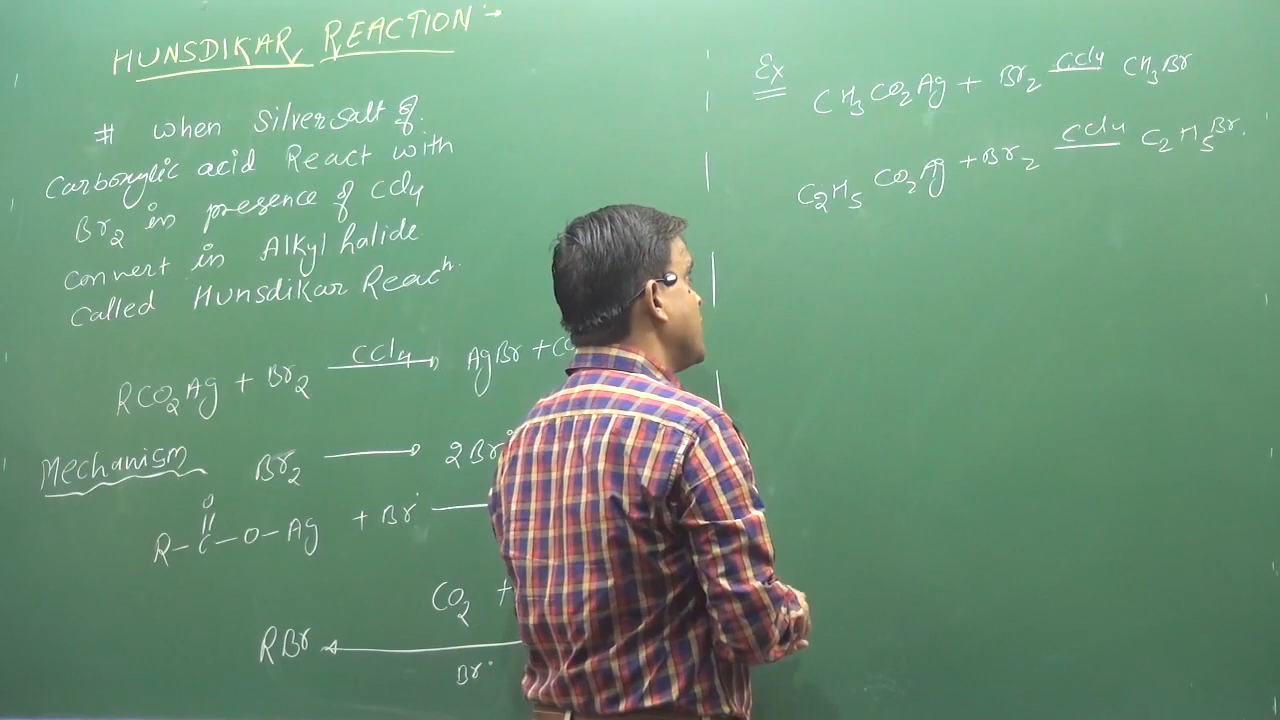 HUNSDIKAR REACTION :→
# when Silver salt of
Carboxylic acid React with
Br2 in presence of CCl4
convert in Alkyl halide
called Hunsdikar Reacn.
RCO2Ag + Br2 CCl4 → AgBr + CO
Mechanism Br2 → 2Br°
O
||
R-C-O-Ag + Br˙
CO2 +
RBr ←
Br˙
Ex CH3CO2Ag + Br2 CCl4 CH3Br
C2H5CO2Ag + Br2 CCl4 C2H5Br.